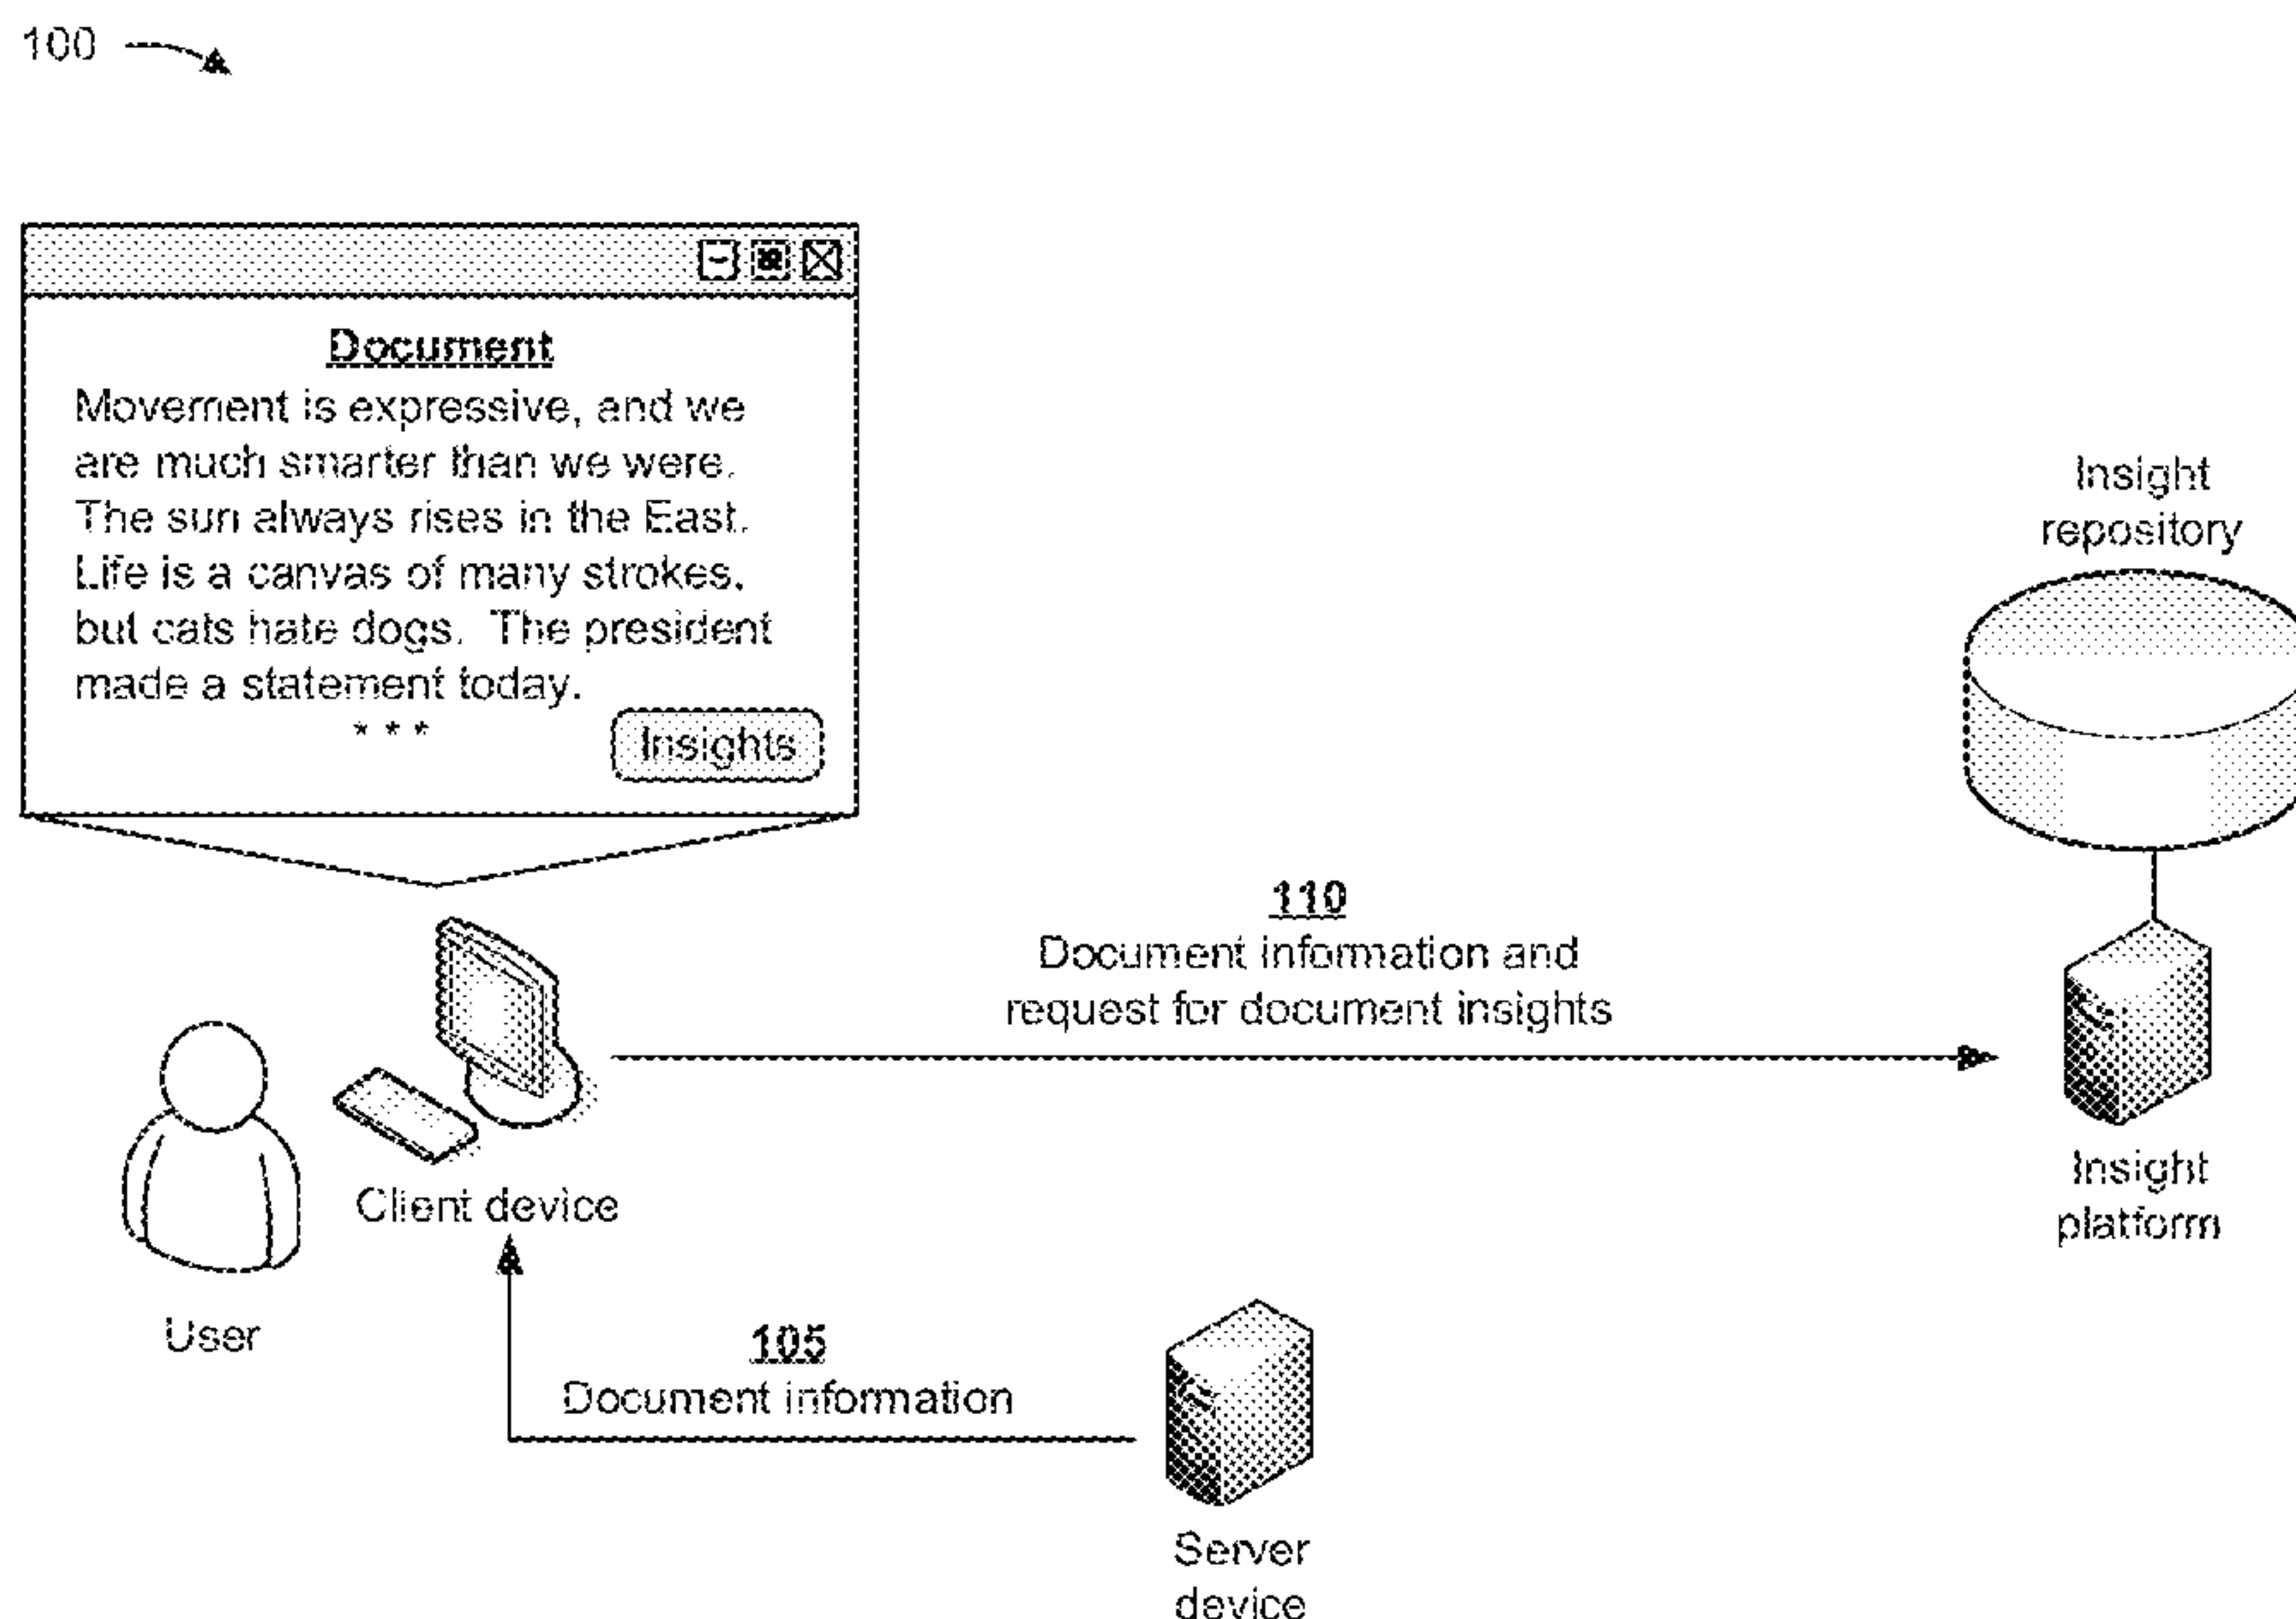 100
Document
Movement is expressive, and we
are much smarter than we were.
The sun always rises in the East.
Life is a canvas of many strokes,
but cats hate dogs. The president
made a statement today.
* * *
Insights
Insight
repository
110
Document information and
request for document insights
Insight
platform
Client device
User
105
Document information
Server
device